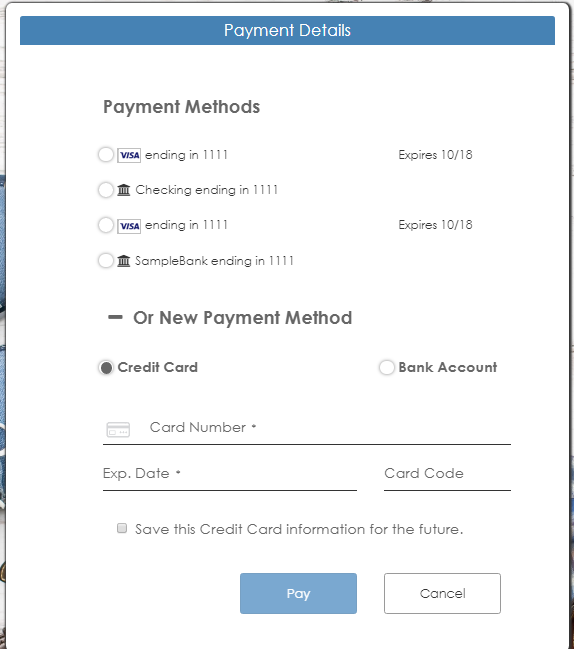 Payment Details
Payment Methods
VISA ending in 1111 Expires 10/18
Checking ending in 1111
VISA ending in 1111 Expires 10/18
SampleBank ending in 1111
Or New Payment Method
Credit Card Bank Account
Card Number *
Exp. Date * Card Code
Save this Credit Card information for the future.
Pay Cancel